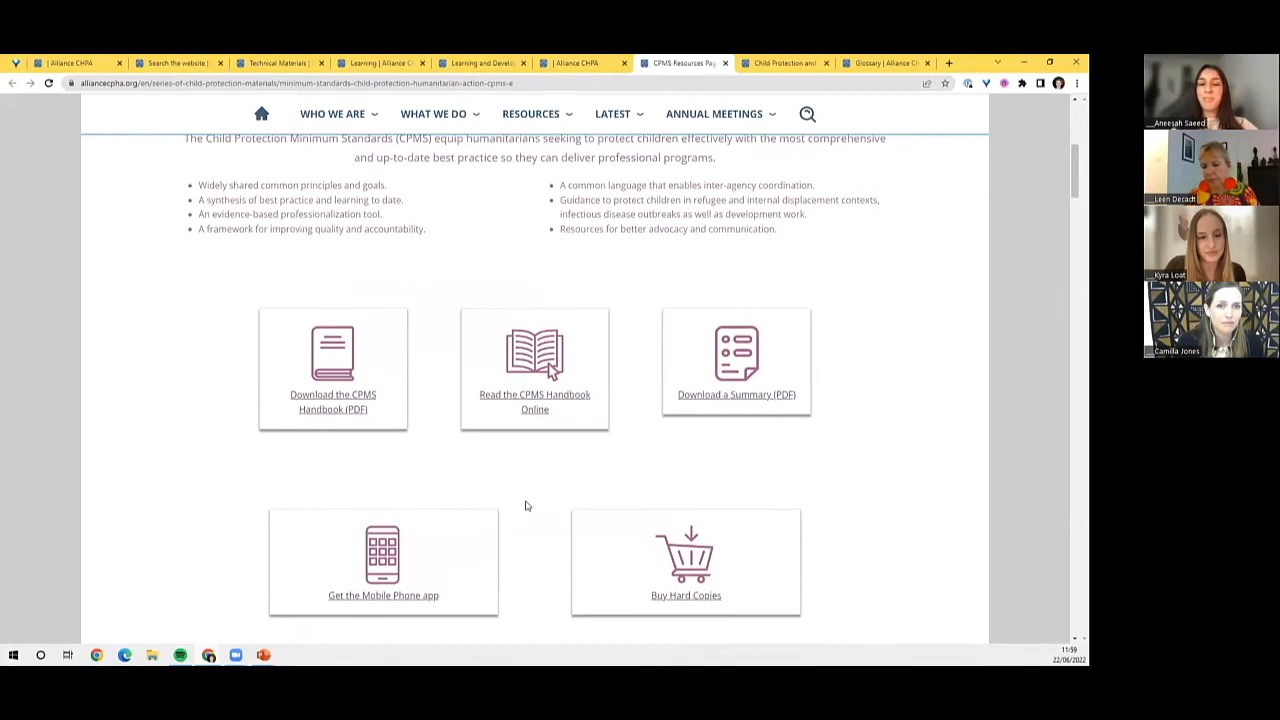 | Alliance CHPA
Search the website |
Technical Materials |
Learning | Alliance C
Learning and Develo
| Alliance CHPA
CPMS Resources Pag
Child Protection and
Glossary | Alliance C
alliancecpha.org/en/series-of-child-protection-materials/minimum-standards-child-protection-humanitarian-action-cpms-e
WHO WE ARE
WHAT WE DO
RESOURCES
LATEST
ANNUAL MEETINGS
The Child Protection Minimum Standards (CPMS) equip humanitarians seeking to protect children effectively with the most comprehensive
and up-to-date best practice so they can deliver professional programs.
Widely shared common principles and goals.
A synthesis of best practice and learning to date.
An evidence-based professionalization tool.
A framework for improving quality and accountability.
A common language that enables inter-agency coordination.
Guidance to protect children in refugee and internal displacement contexts,
infectious disease outbreaks as well as development work.
Resources for better advocacy and communication.
Download the CPMS
Handbook (PDF)
Read the CPMS Handbook
Online
Download a Summary (PDF)
Get the Mobile Phone app
Buy Hard Copies
11:59
22/06/2022
Aneesah Saeed
Leen Decadt
Kyra Loat
Camilla Jones